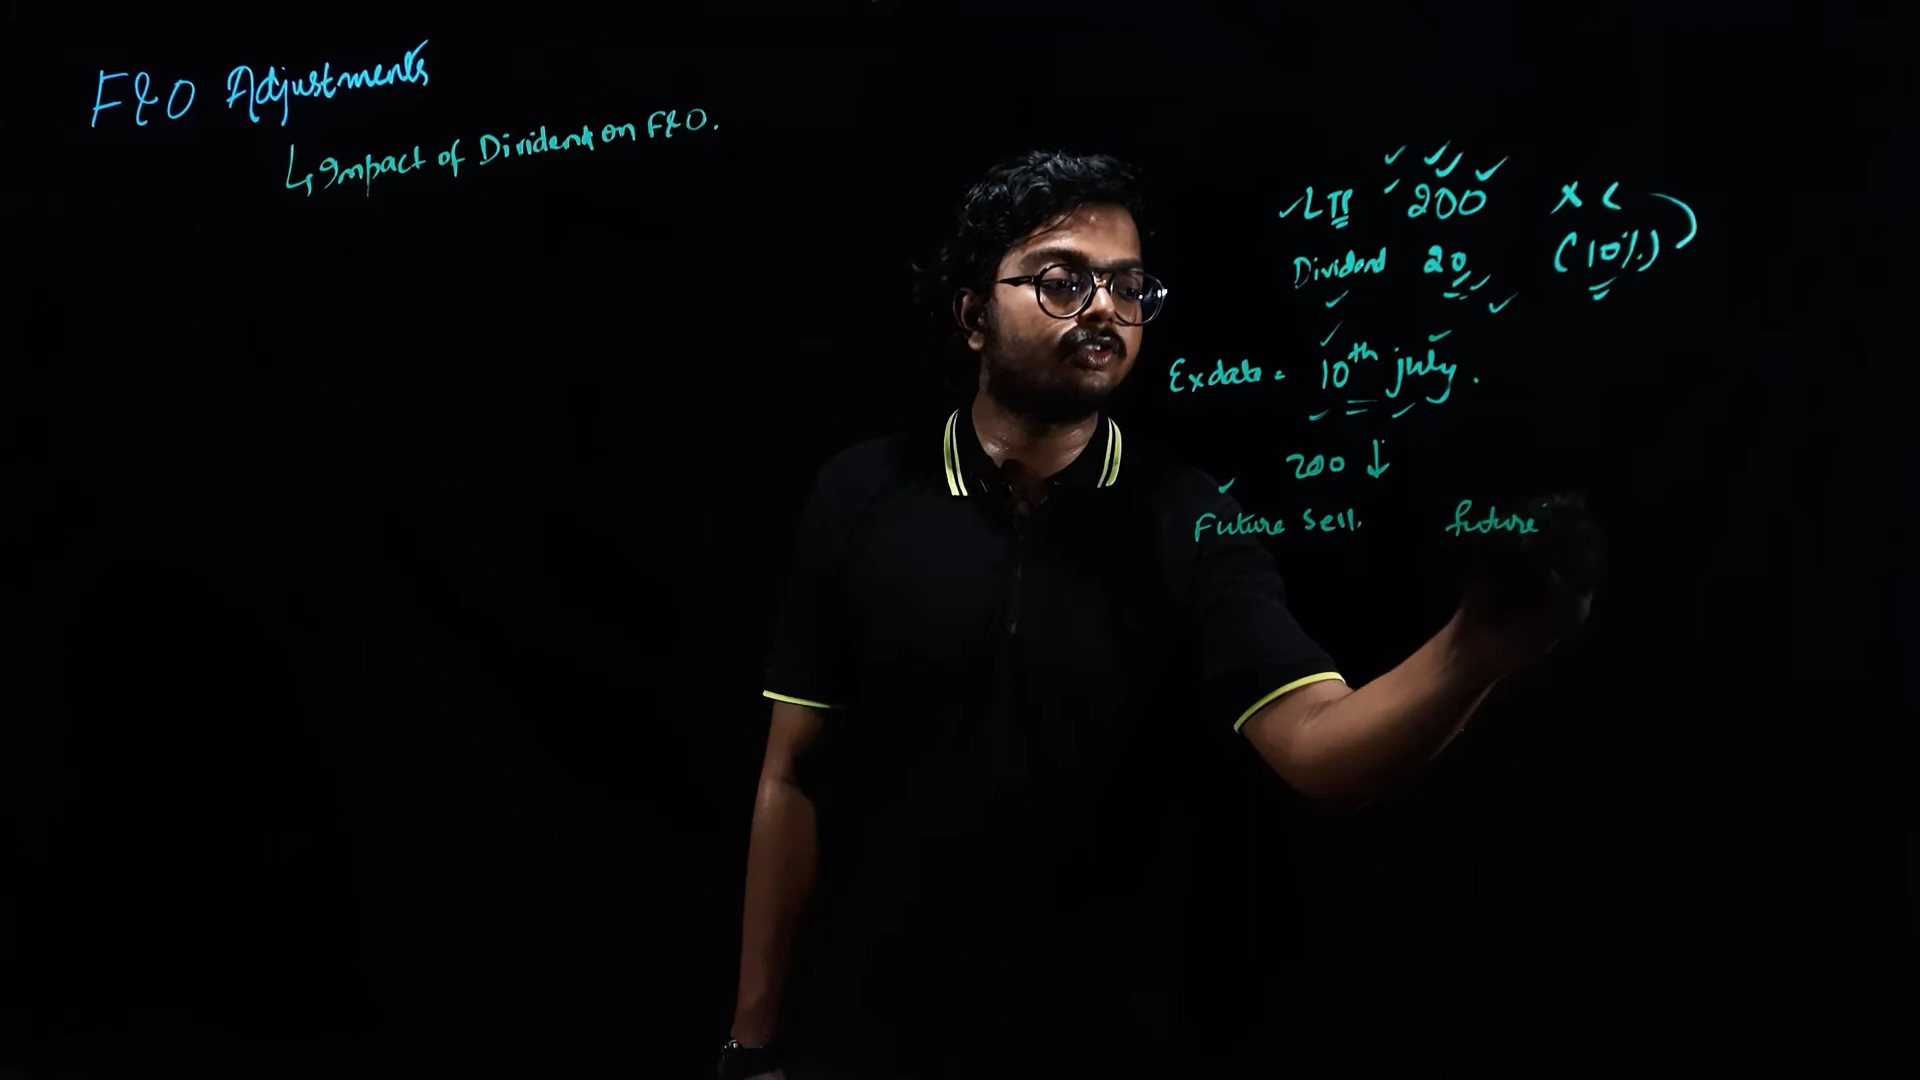 F&O Adjustments
↳ Impact of Dividend on F&O.
LTP 200 x <
Dividend 20 (10%)
Exdate = 10th july.
200 ↓
Future Sell. future